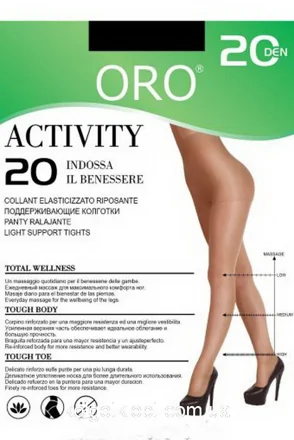 20 DEN
ORO®
ACTIVITY
20 INDOSSA
IL BENESSERE
COLLANT ELASTICIZZATO RIPOSANTE
ПОДДЕРЖИВАЮЩИЕ КОЛГОТКИ
PANTY RALAJANTE
LIGHT SUPPORT TIGHTS
MASSAGE
LOW
MEDIUM
HIGH
TOTAL WELLNESS
Un massaggio quotidiano per il benessere delle gambe.
Ежедневный массаж для максимального комфорта ног.
Masaje diario para el bienestar de las piernas.
Everyday massage for the wellbeing of the legs.
TOUGH BODY
Corpino rinforzato per una maggiore resistenza ed una migliore vestibilita.
Усиленная верхняя часть обеспечивает идеальное облегание и
большую прочность.
Braguita reforzada para una mayor resistencia y un ajusteperfecto.
Re-inforced body for more resistance and better wearability.
TOUGH TOE
Delicato rinforzo sulle punte per una piu lunga durata.
Деликатное упрочнение носка для более длительного использования.
Delicado refuerzo en la puntera para una mayor duracion.
Finely re-inforced toes for more resistance.